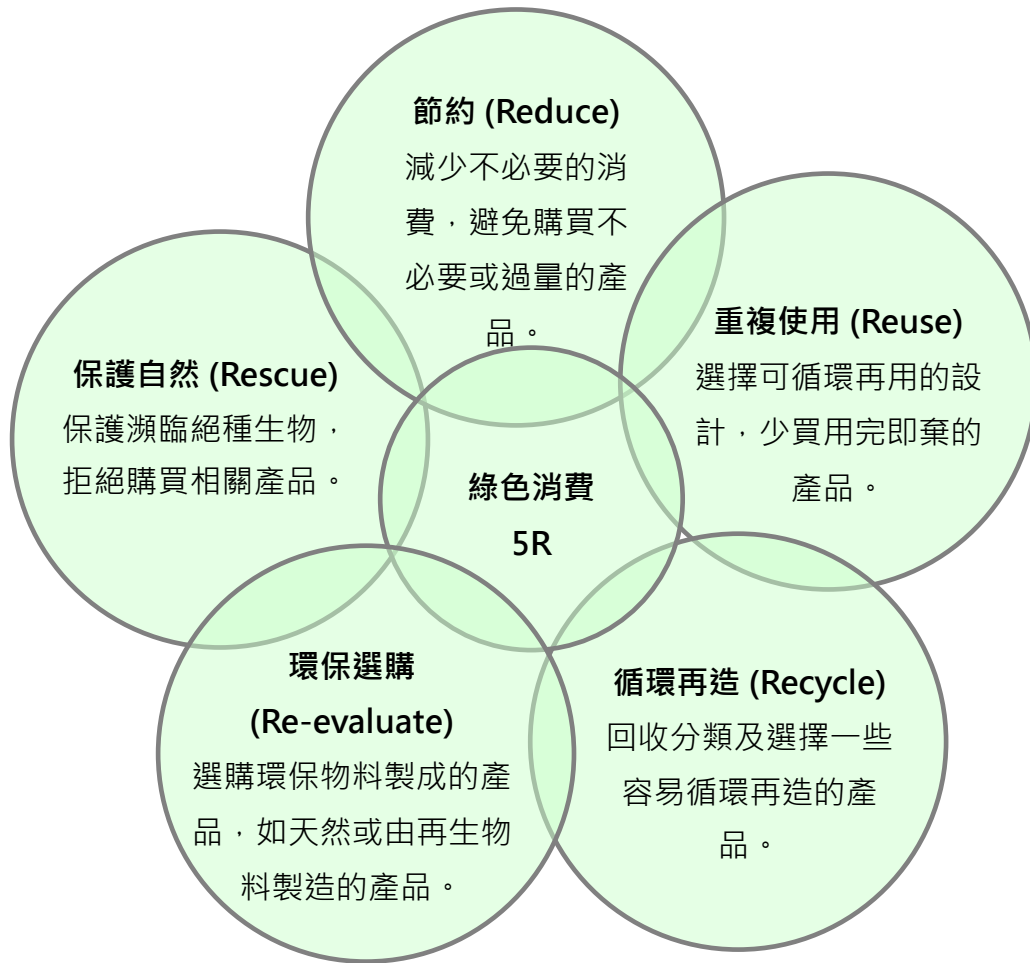 節約 (Reduce)
減少不必要的消
費，避免購買不
必要或過量的產
品。
重複使用 (Reuse)
選擇可循環再用的設
計，少買用完即棄的
產品。
保護自然 (Rescue)
保護瀕臨絕種生物，
拒絕購買相關產品。
綠色消費
5R
環保選購
(Re-evaluate)
選購環保物料製成的產
品，如天然或由再生物
料製造的產品。
循環再造 (Recycle)
回收分類及選擇一些
容易循環再造的產
品。